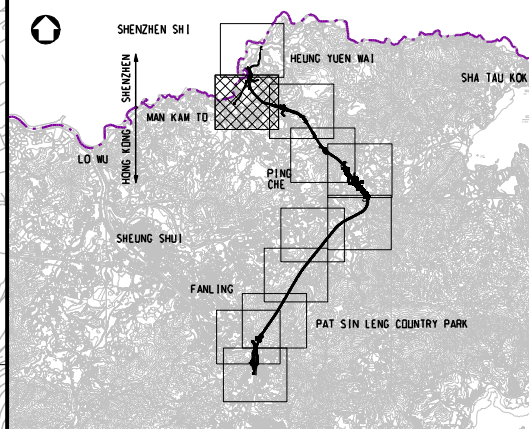 SHENZHEN SHI
HEUNG YUEN WAI
SHA TAU KOK
SHENZHEN
HONG KONG
MAN KAM TO
LO WU
PING
CHE
SHEUNG SHUI
FANLING
PAT SIN LENG COUNTRY PARK